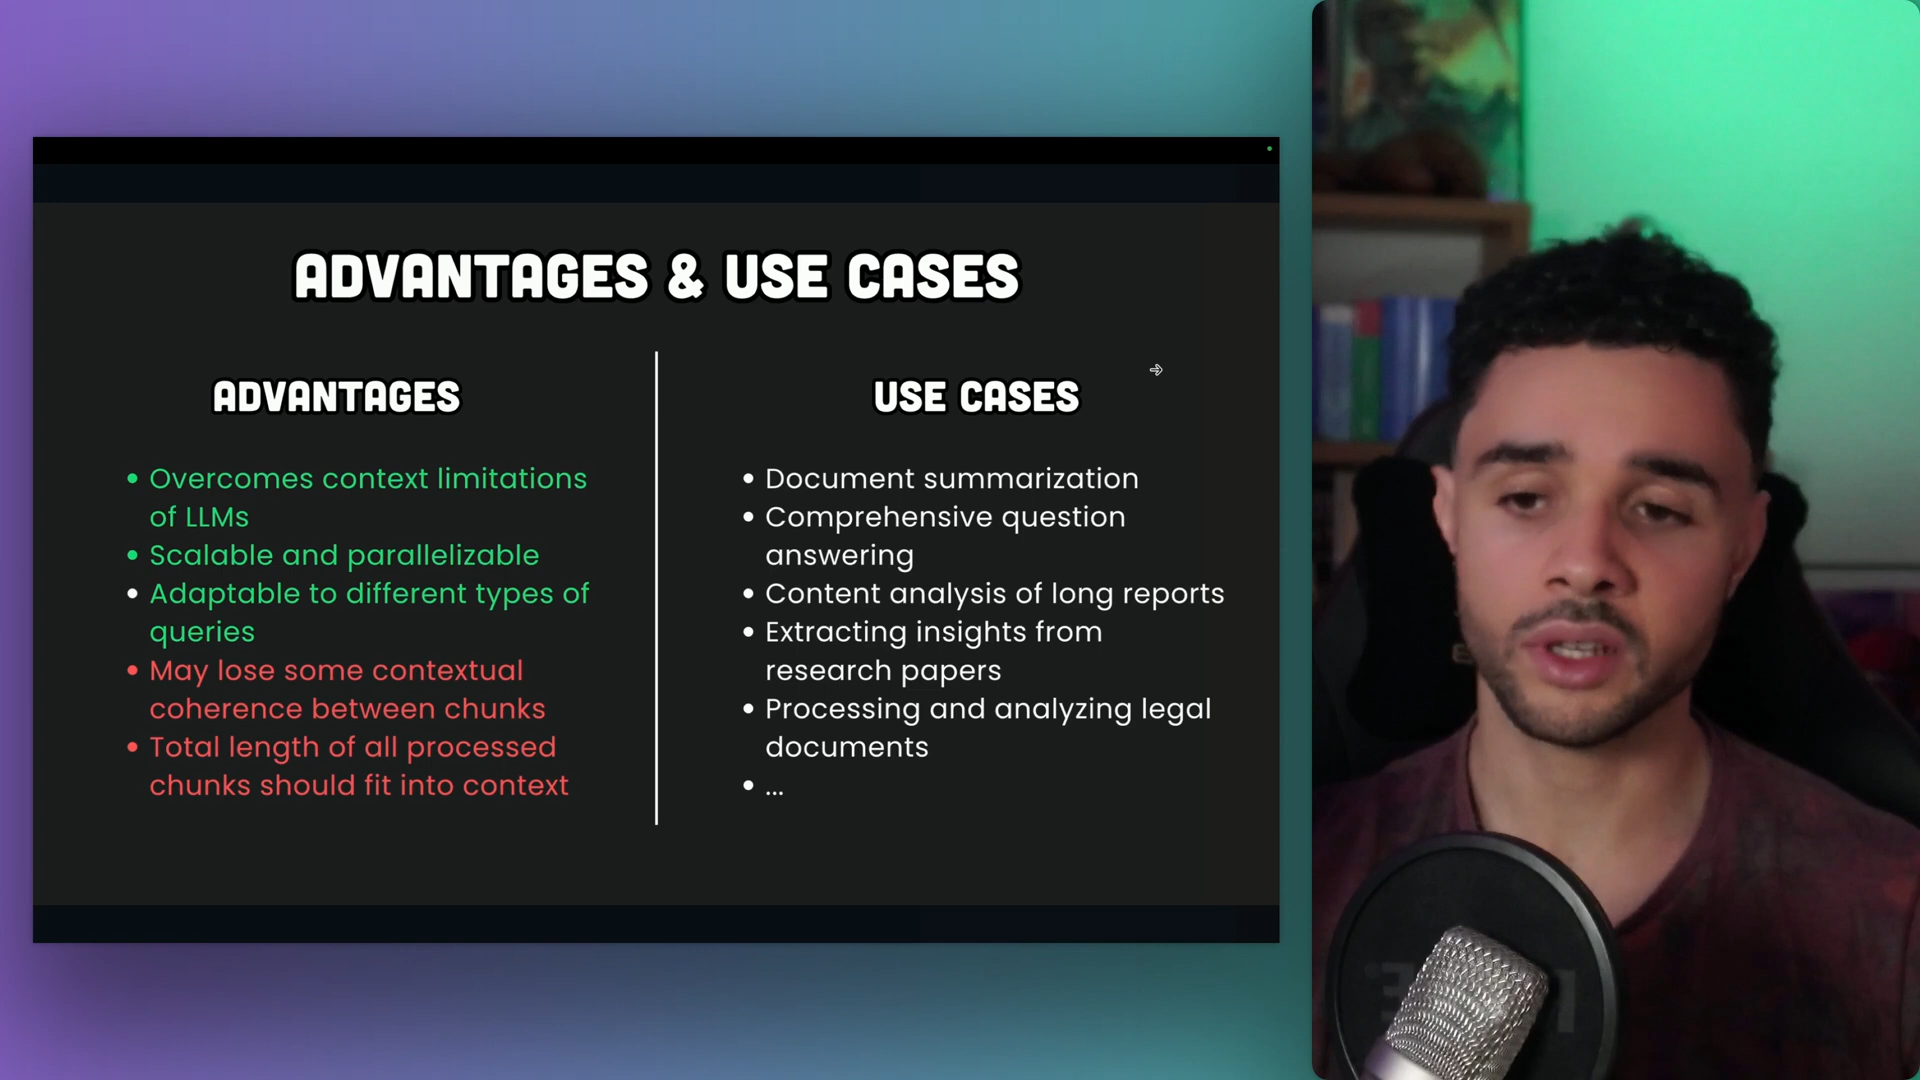 ADVANTAGES & USE CASES
ADVANTAGES
• Overcomes context limitations
of LLMs
• Scalable and parallelizable
• Adaptable to different types of
queries
• May lose some contextual
coherence between chunks
• Total length of all processed
chunks should fit into context
USE CASES
• Document summarization
• Comprehensive question
answering
• Content analysis of long reports
• Extracting insights from
research papers
• Processing and analyzing legal
documents
• ...